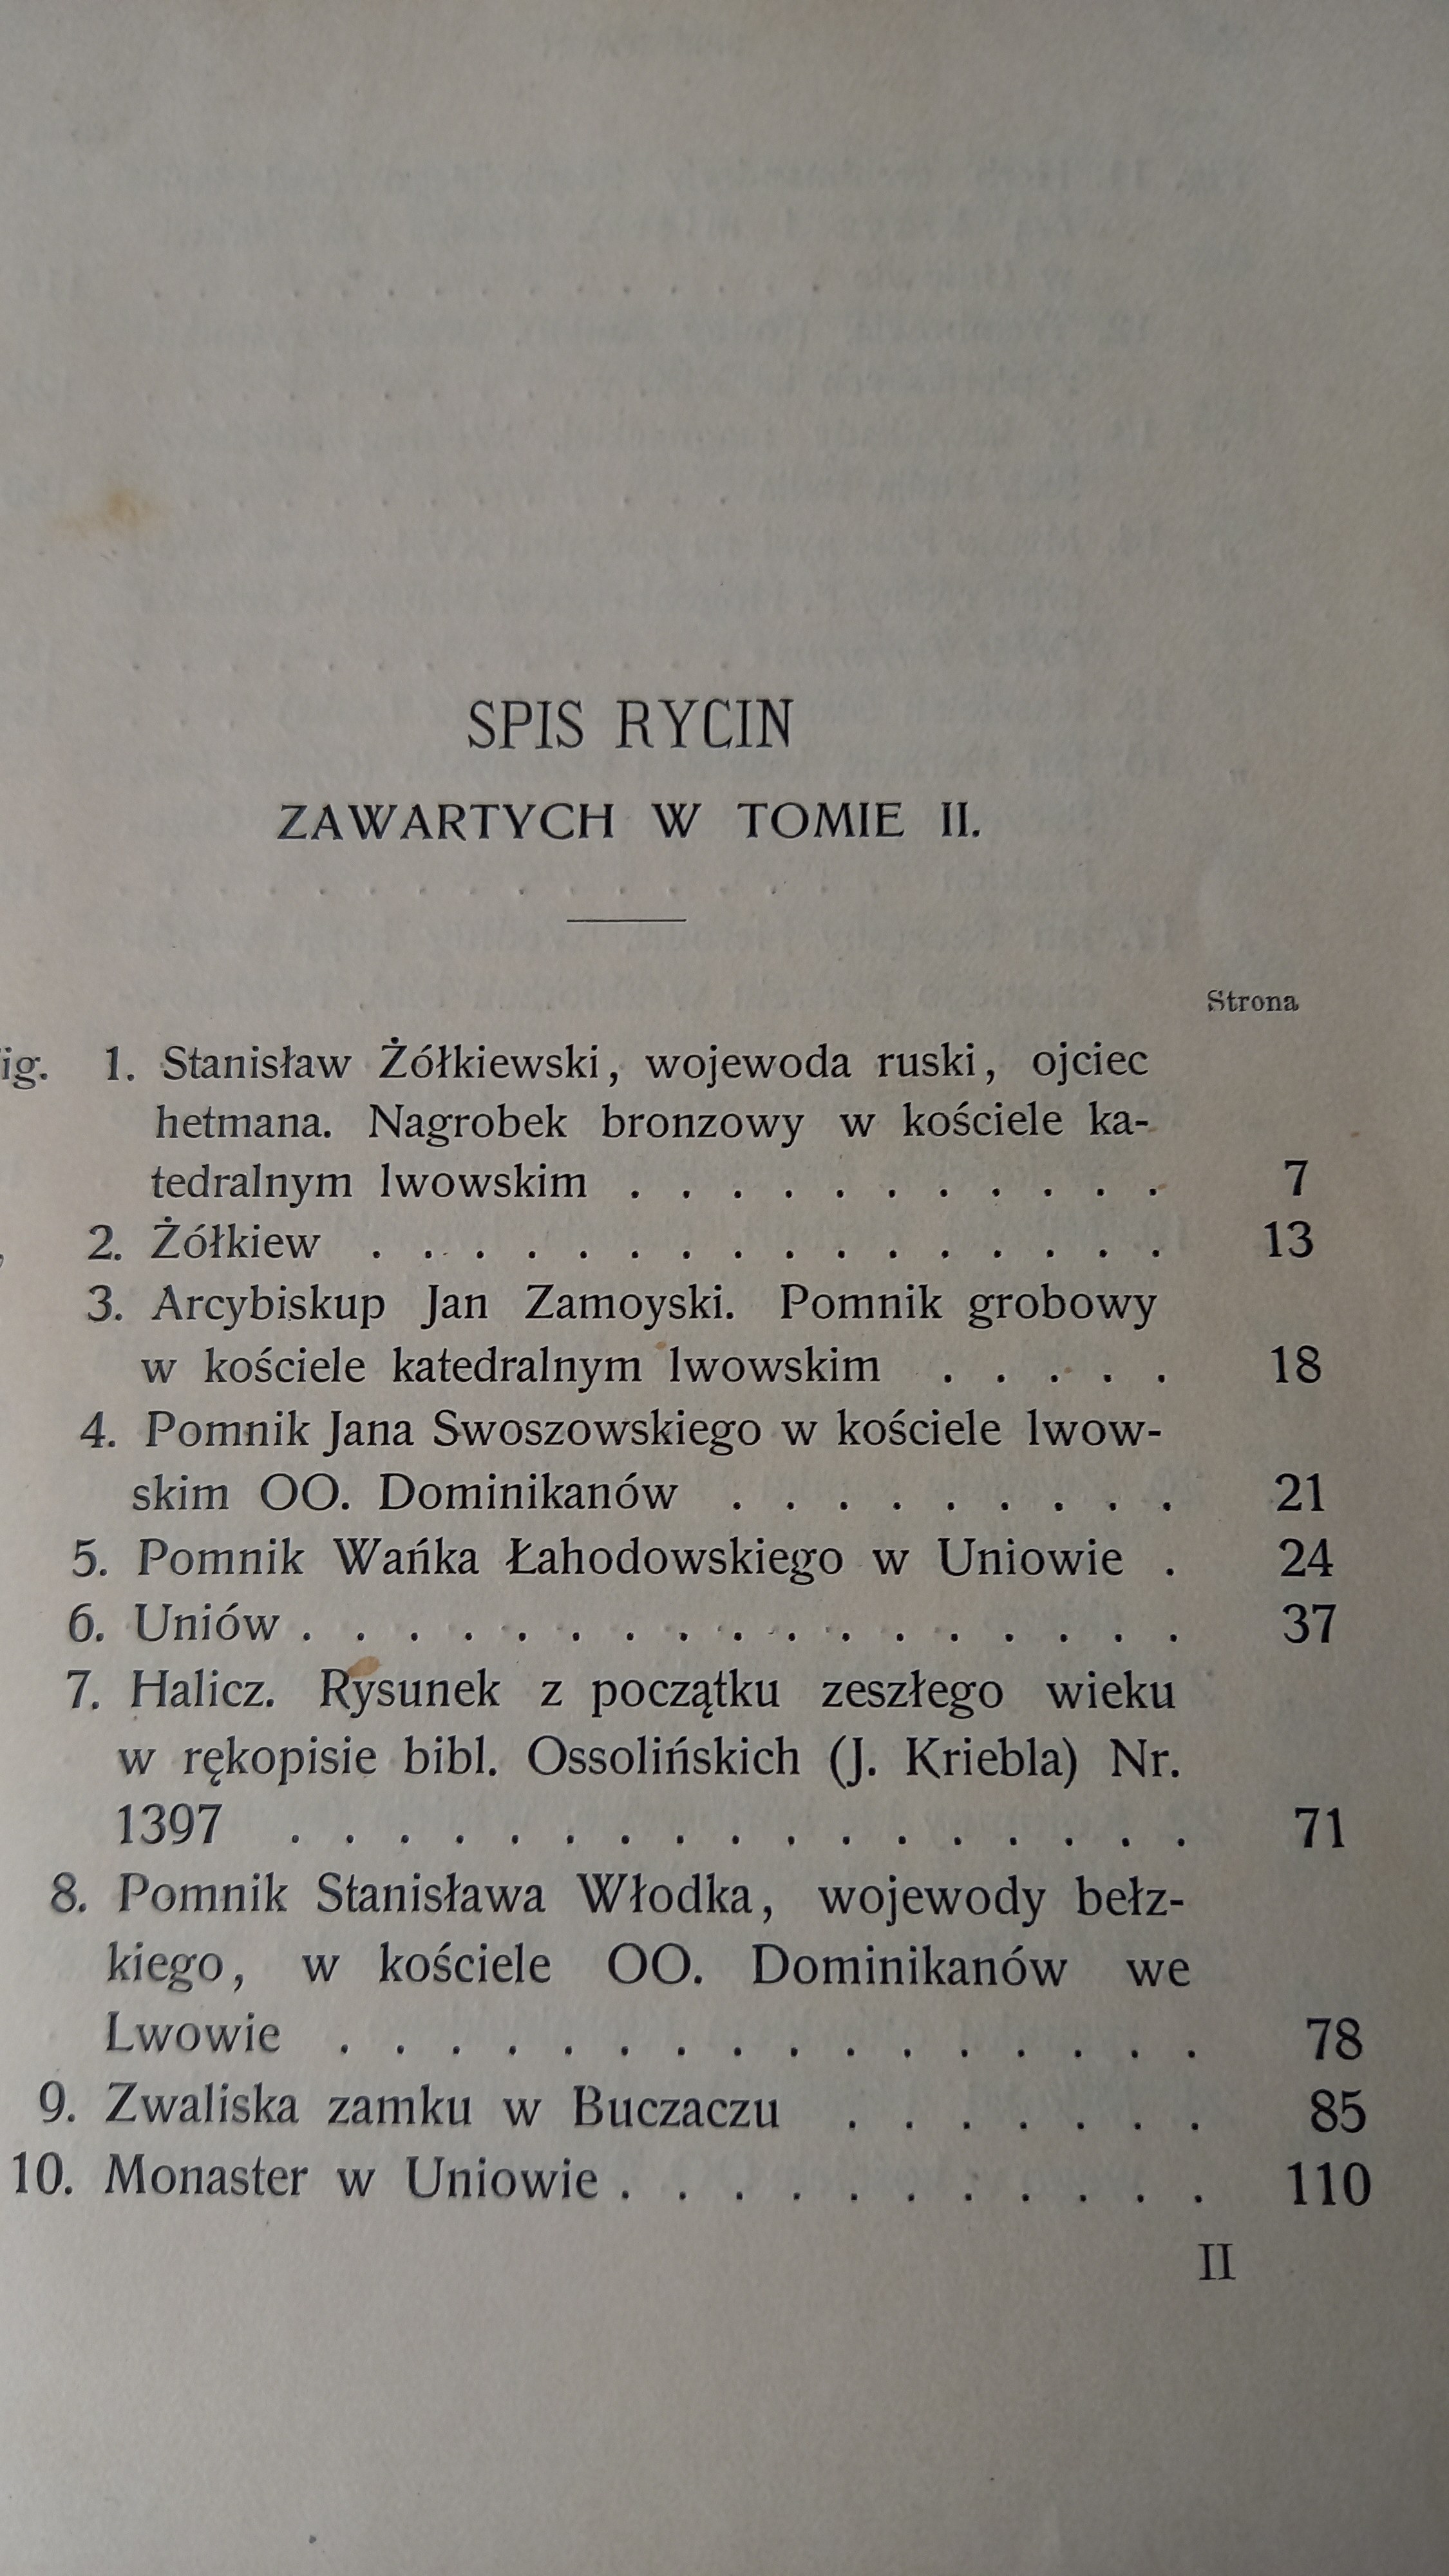 SPIS RYCIN
ZAWARTYCH W TOMIE II.
Strona
ig. 1. Stanisław Żółkiewski, wojewoda ruski, ojciec
hetmana. Nagrobek bronzowy w kościele ka-
tedralnym lwowskim . . . . . . . . . . . 7
2. Żółkiew . . . . . . . . . . . . . . . . 13
3. Arcybiskup Jan Zamoyski. Pomnik grobowy
w kościele katedralnym lwowskim . . . . . 18
4. Pomnik Jana Swoszowskiego w kościele lwow-
skim OO. Dominikanów . . . . . . . . . 21
5. Pomnik Wańka Łahodowskiego w Uniowie . 24
6. Uniów . . . . . . . . . . . . . . . . . 37
7. Halicz. Rysunek z początku zeszłego wieku
w rękopisie bibl. Ossolińskich (J. Kriebla) Nr.
1397 . . . . . . . . . . . . . . . . . 71
8. Pomnik Stanisława Włodka, wojewody bełz-
kiego, w kościele OO. Dominikanów we
Lwowie . . . . . . . . . . . . . . . . 78
9. Zwaliska zamku w Buczaczu . . . . . . . 85
10. Monaster w Uniowie . . . . . . . . . . . 110
II